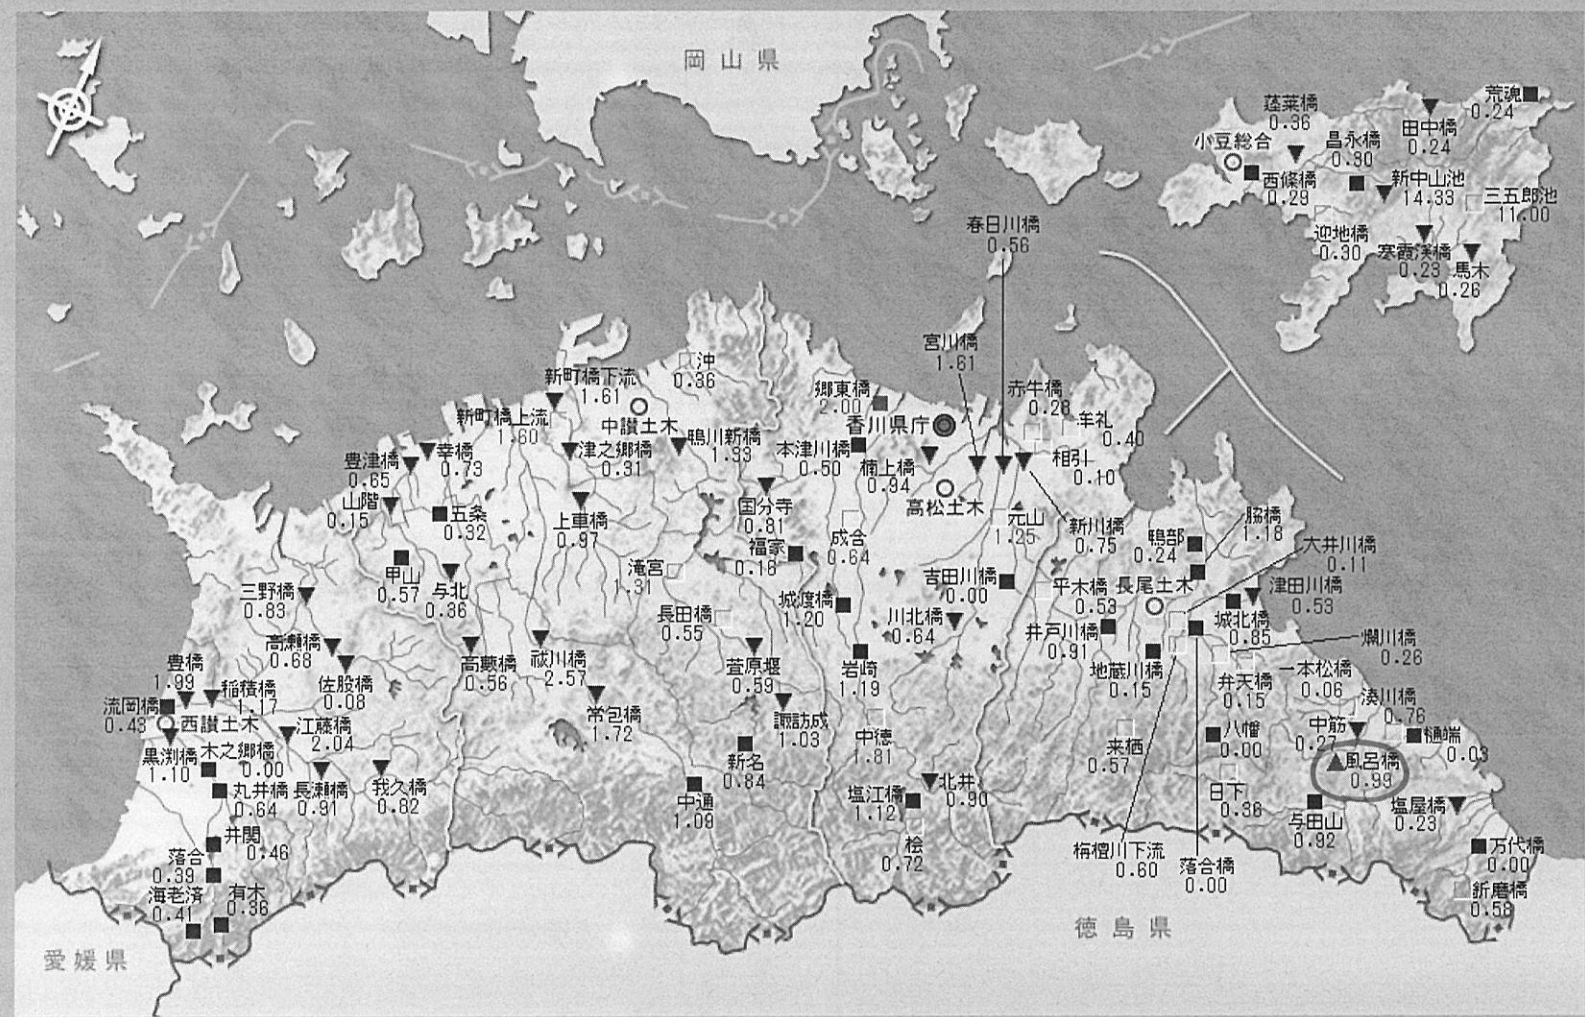 岡山県
荒魂
0.24
蓬莱橋
0.36
田中橋
0.24
小豆総合
昌永橋
0.30
西條橋
0.29
新中山池
14.33
三五郎池
11.00
迎地橋
0.30
寒霞渓橋
0.23
馬木
0.26
春日川橋
0.56
宮川橋
1.61
沖
0.36
新町橋下流
1.61
郷東橋
2.00
赤牛橋
0.28
牟礼
0.40
新町橋上流
1.60
中讃土木
香川県庁
鴨川新橋
1.33
本津川橋
0.50
楠上橋
0.94
相引
0.10
幸橋
0.73
津之郷橋
0.31
豊津橋
0.65
山階
0.15
五条
0.32
上車橋
0.97
国分寺
0.81
高松土木
成合
0.64
元山
1.25
新川橋
0.75
鴨部
0.24
脇橋
1.18
大井川橋
0.11
福家
0.16
甲山
0.57
与北
0.36
滝宮
1.31
吉田川橋
0.00
平木橋
0.53
長尾土木
津田川橋
0.53
三野橋
0.83
長田橋
0.55
城渡橋
1.20
川北橋
0.64
井戸川橋
0.91
城北橋
0.85
高瀬橋
0.68
豊橋
1.99
佐股橋
0.08
高藪橋
0.56
祓川橋
2.57
萱原堰
0.59
岩崎
1.19
地蔵川橋
0.15
弁天橋
0.15
一本松橋
0.06
爛川橋
0.26
流岡橋
0.43
稲積橋
1.17
西讃土木
江藤橋
2.04
常包橋
1.72
諏訪成
1.03
中徳
1.81
来栖
0.57
八幡
0.00
中筋
0.27
湊川橋
0.76
樋端
0.03
黒渕橋
1.10
木之郷橋
0.00
丸井橋
0.64
長瀬橋
0.91
我久橋
0.82
新名
0.84
中通
1.09
塩江橋
1.12
北井
0.90
日下
0.36
風呂橋
0.99
与田山
0.92
塩屋橋
0.23
井関
0.46
落合
0.39
桧
0.72
栴檀川下流
0.60
落合橋
0.00
万代橋
0.00
海老済
0.41
有木
0.36
折磨橋
0.58
愛媛県
徳島県